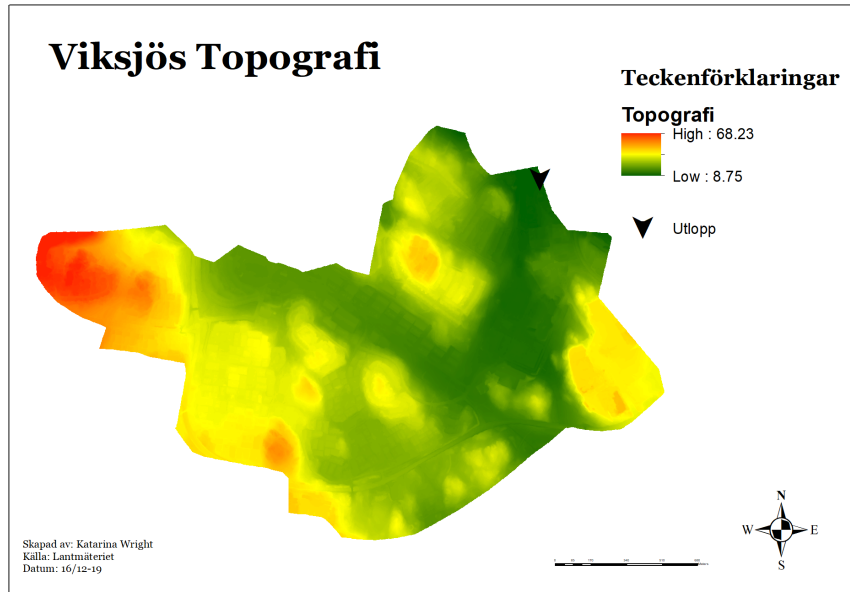 Viksjös Topografi
Teckenförklaringar
Topografi
High : 68.23
Low : 8.75
Utlopp
N
W E
S
Skapad av: Katarina Wright
Källa: Lantmäteriet
Datum: 16/12-19